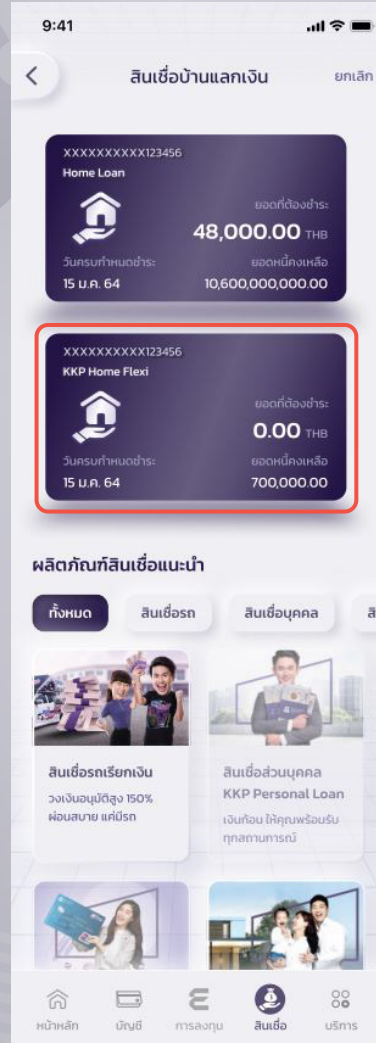 9:41
สินเชื่อบ้านแลกเงิน
ยกเลิก
XXXXXXXXXX123456
Home Loan
ยอดที่ต้องชำระ
48,000.00 THB
วันครบกำหนดชำระ
ยอดหนี้คงเหลือ
15 ม.ค. 64
10,600,000,000.00
XXXXXXXXXX123456
KKP Home Flexi
ยอดที่ต้องชำระ
0.00 THB
วันครบกำหนดชำระ
ยอดหนี้คงเหลือ
15 ม.ค. 64
700,000.00
ผลิตภัณฑ์สินเชื่อแนะนำ
ทั้งหมด
สินเชื่อรถ
สินเชื่อบุคคล
สิ
สินเชื่อรถเรียกเงิน
วงเงินอนุมัติสูง 150%
ผ่อนสบาย แค่มีรถ
สินเชื่อส่วนบุคคล
KKP Personal Loan
เงินก้อน ให้คุณพร้อมรับ
ทุกสถานการณ์
หน้าหลัก
บัญชี
การลงทุน
สินเชื่อ
บริการ